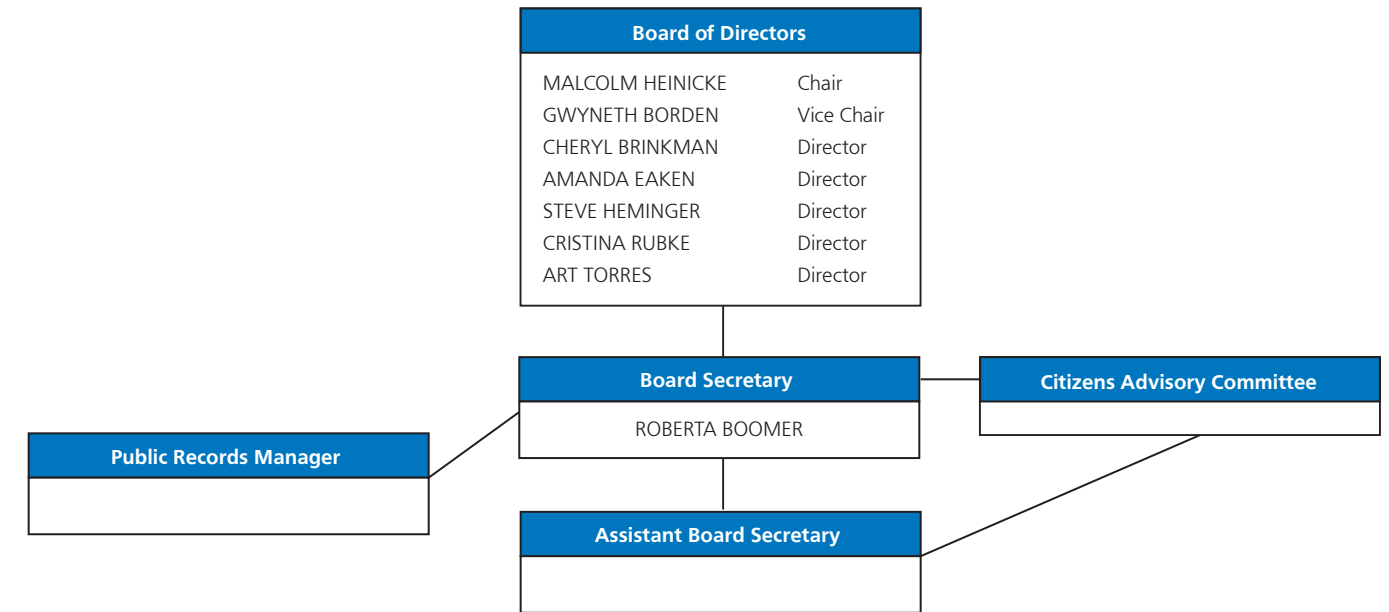 Board of Directors
MALCOLM HEINICKE Chair
GWYNETH BORDEN Vice Chair
CHERYL BRINKMAN Director
AMANDA EAKEN Director
STEVE HEMINGER Director
CRISTINA RUBKE Director
ART TORRES Director
Board Secretary
ROBERTA BOOMER
Citizens Advisory Committee
Public Records Manager
Assistant Board Secretary